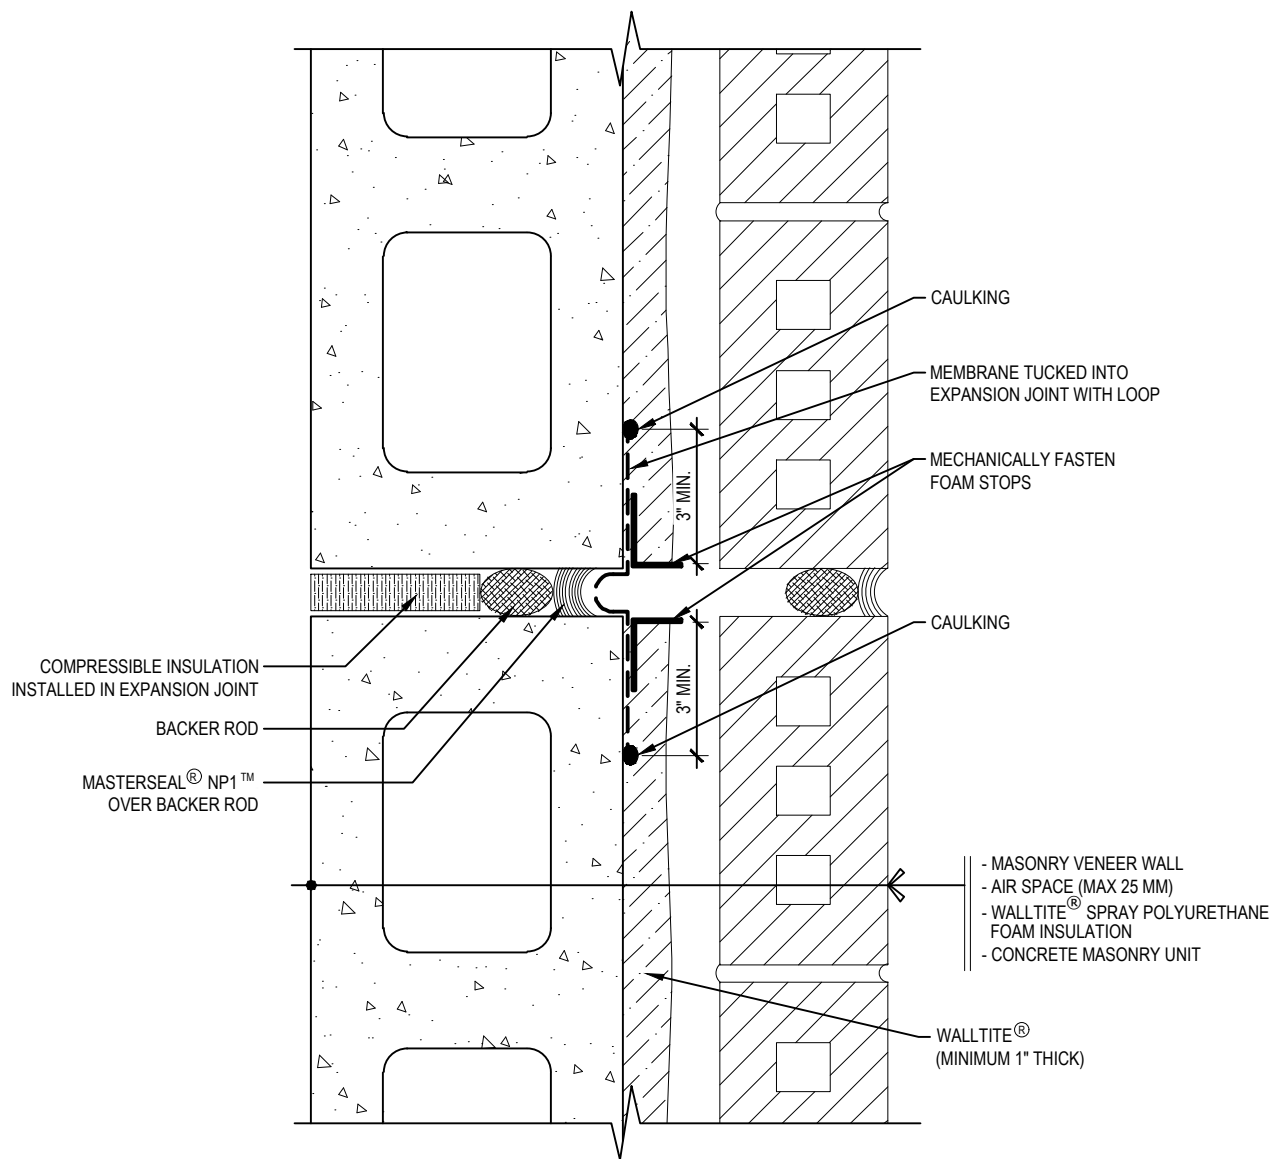 CAULKING
MEMBRANE TUCKED INTO
EXPANSION JOINT WITH LOOP
MECHANICALLY FASTEN
FOAM STOPS
3" MIN.
CAULKING
3" MIN.
COMPRESSIBLE INSULATION
INSTALLED IN EXPANSION JOINT
BACKER ROD
MASTERSEAL® NP1™
OVER BACKER ROD
- MASONRY VENEER WALL
- AIR SPACE (MAX 25 MM)
- WALLTITE® SPRAY POLYURETHANE
FOAM INSULATION
- CONCRETE MASONRY UNIT
WALLTITE®
(MINIMUM 1" THICK)